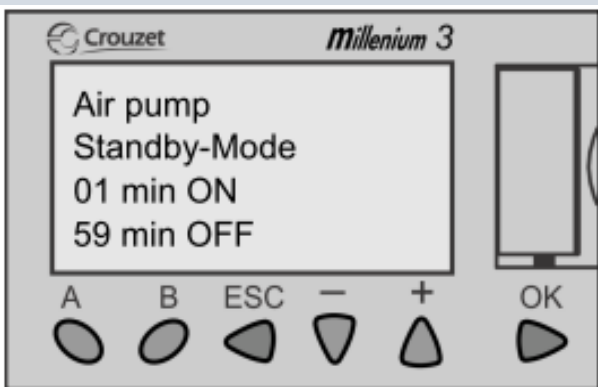 Crouzet Millenium 3
Air pump
Standby-Mode
01 min ON
59 min OFF
A B ESC − + OK